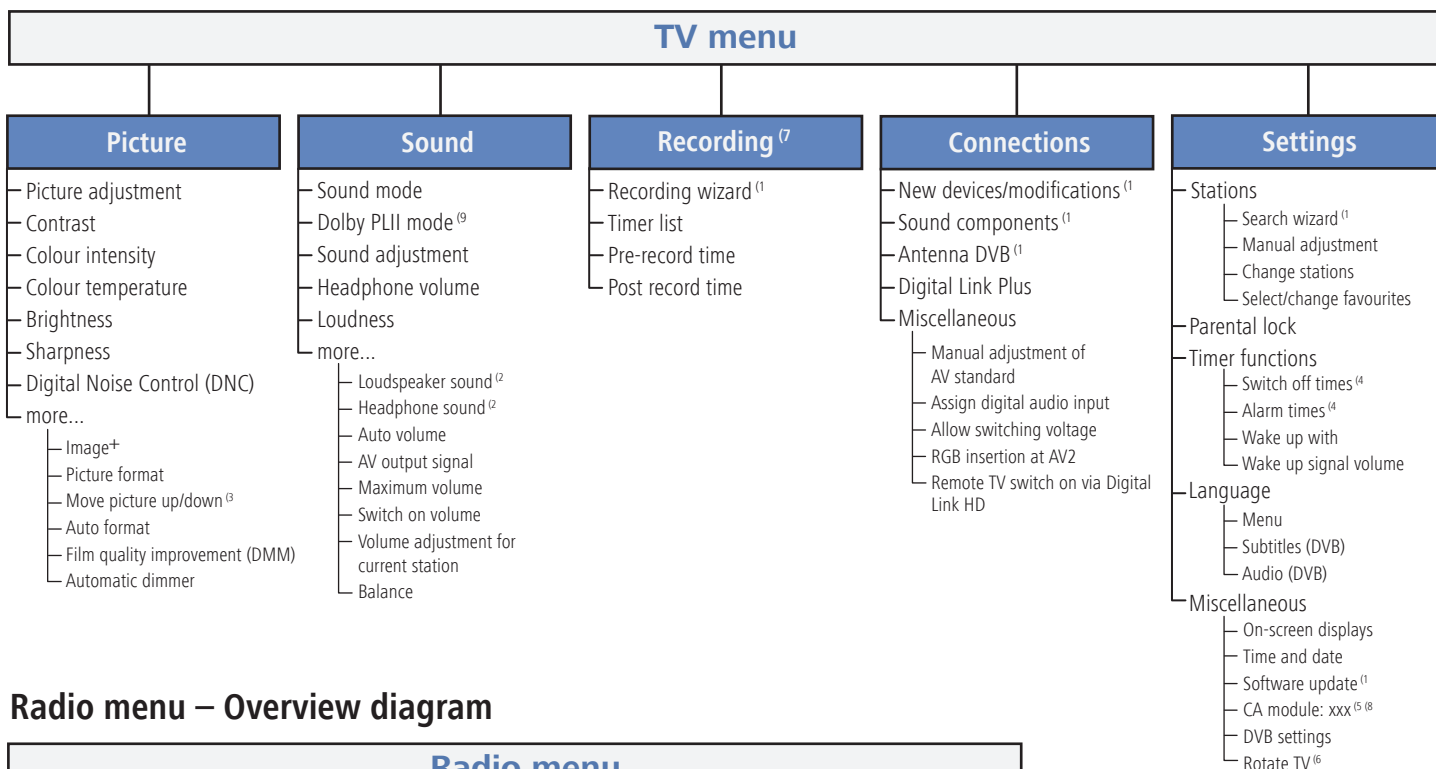 TV menu
Picture
Picture adjustment
Contrast
Colour intensity
Colour temperature
Brightness
Sharpness
Digital Noise Control (DNC)
more...
Image+
Picture format
Move picture up/down (3
Auto format
Film quality improvement (DMM)
Automatic dimmer
Sound
Sound mode
Dolby PLII mode (9
Sound adjustment
Headphone volume
Loudness
more...
Loudspeaker sound (2
Headphone sound (2
Auto volume
AV output signal
Maximum volume
Switch on volume
Volume adjustment for
current station
Balance
Recording (7
Recording wizard (1
Timer list
Pre-record time
Post record time
Connections
New devices/modifications (1
Sound components (1
Antenna DVB (1
Digital Link Plus
Miscellaneous
Manual adjustment of
AV standard
Assign digital audio input
Allow switching voltage
RGB insertion at AV2
Remote TV switch on via Digital
Link HD
Settings
Stations
Search wizard (1
Manual adjustment
Change stations
Select/change favourites
Parental lock
Timer functions
Switch off times (4
Alarm times (4
Wake up with
Wake up signal volume
Language
Menu
Subtitles (DVB)
Audio (DVB)
Miscellaneous
On-screen displays
Time and date
Software update (1
CA module: xxx (5 (8
DVB settings
Rotate TV (6
Radio menu – Overview diagram
Radio menu